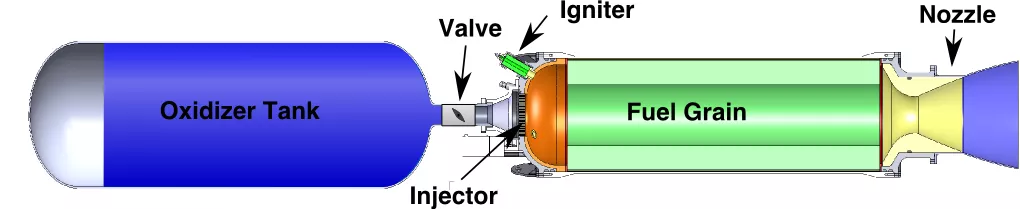 Igniter
Nozzle
Valve
Oxidizer Tank
Fuel Grain
Injector